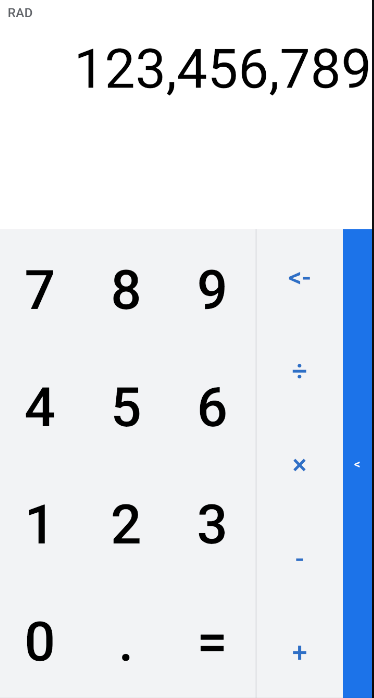 RAD
123,456,789
7 8 9 <-
÷
4 5 6
×
<
1 2 3
-
0 . =
+